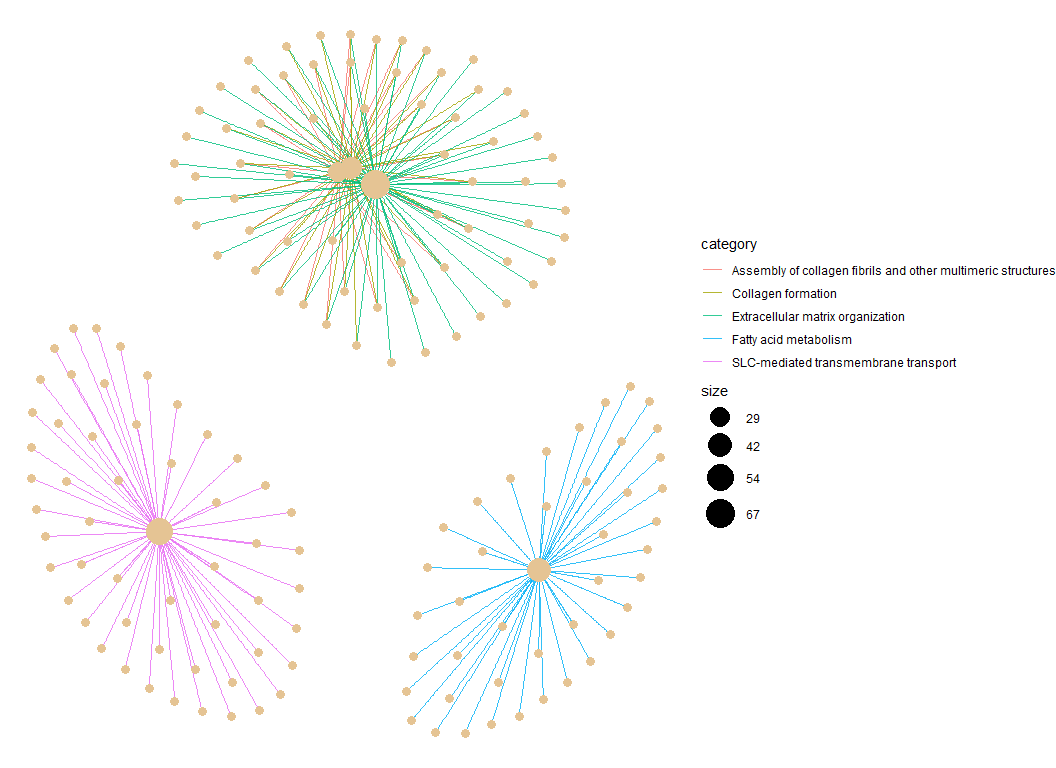 category
Assembly of collagen fibrils and other multimeric structures
Collagen formation
Extracellular matrix organization
Fatty acid metabolism
SLC-mediated transmembrane transport
size
29
42
54
67